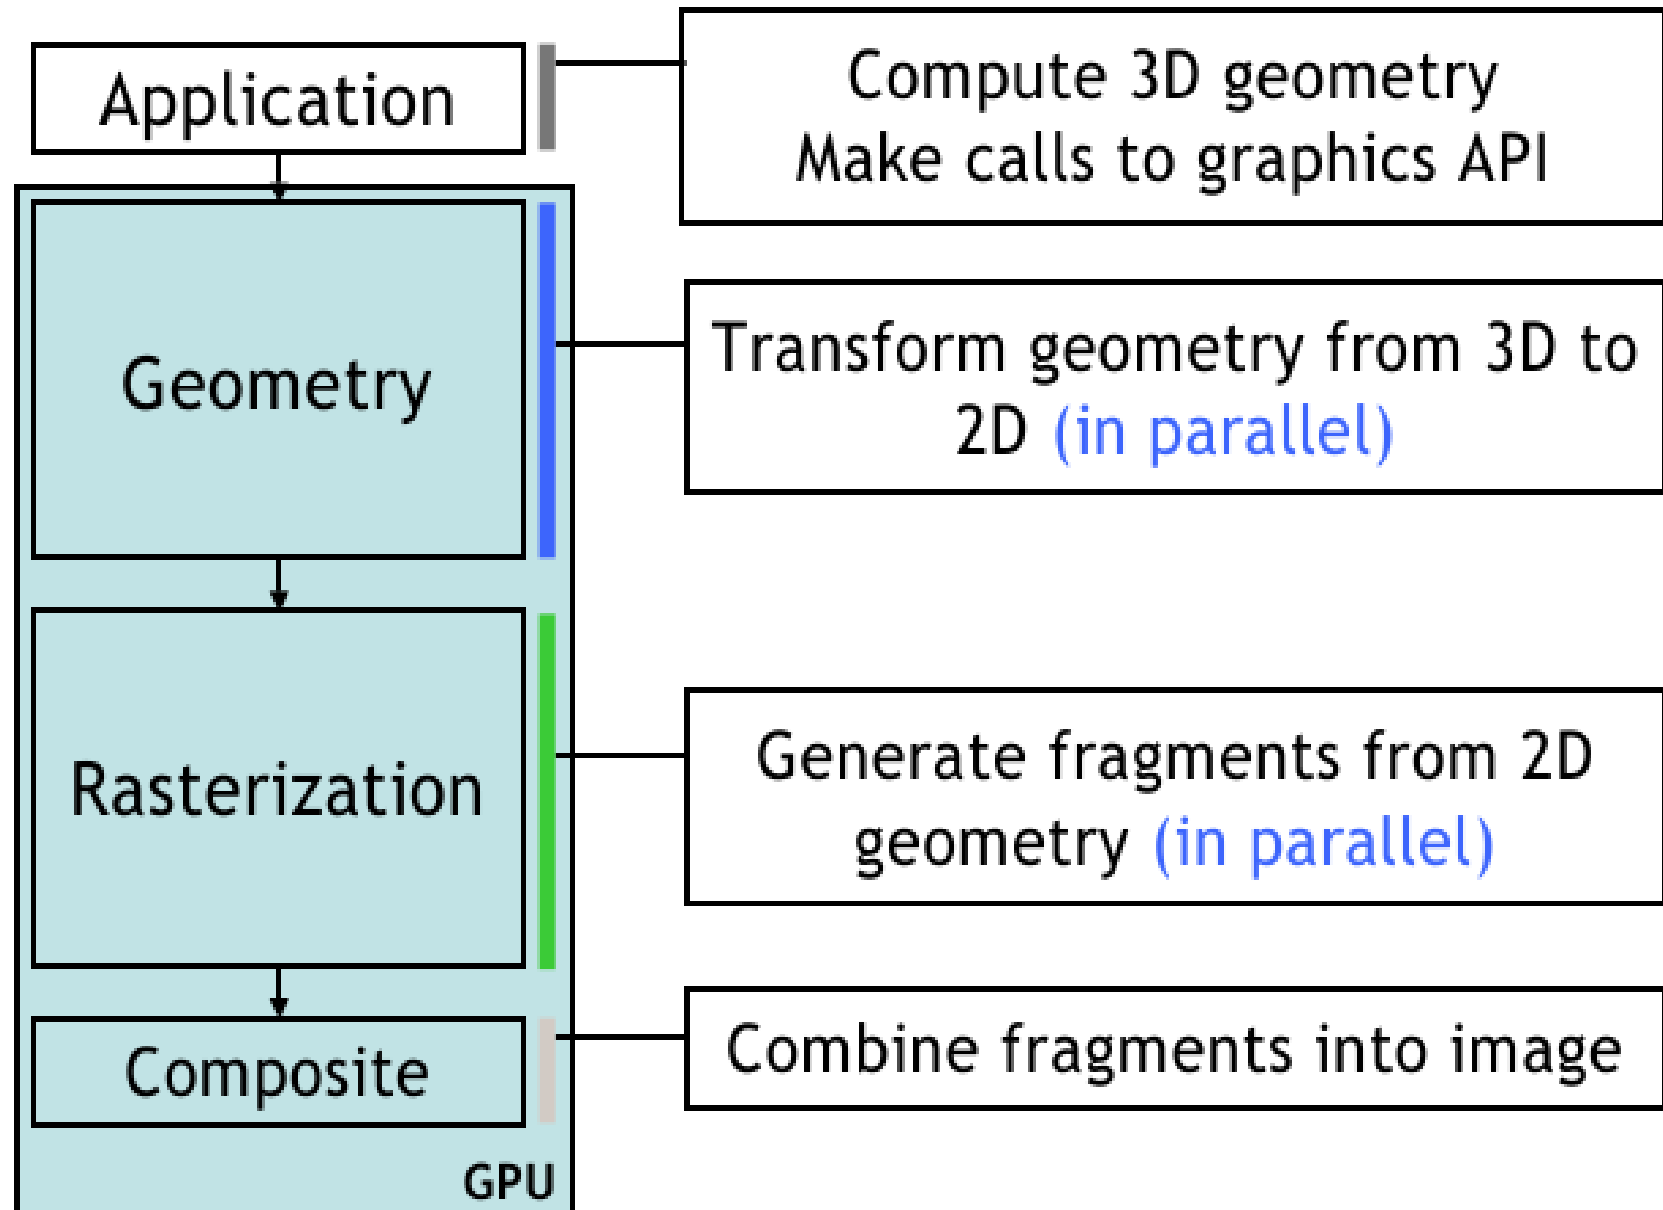 Application
Compute 3D geometry
Make calls to graphics API
Geometry
Transform geometry from 3D to
2D (in parallel)
Rasterization
Generate fragments from 2D
geometry (in parallel)
Composite
Combine fragments into image
GPU